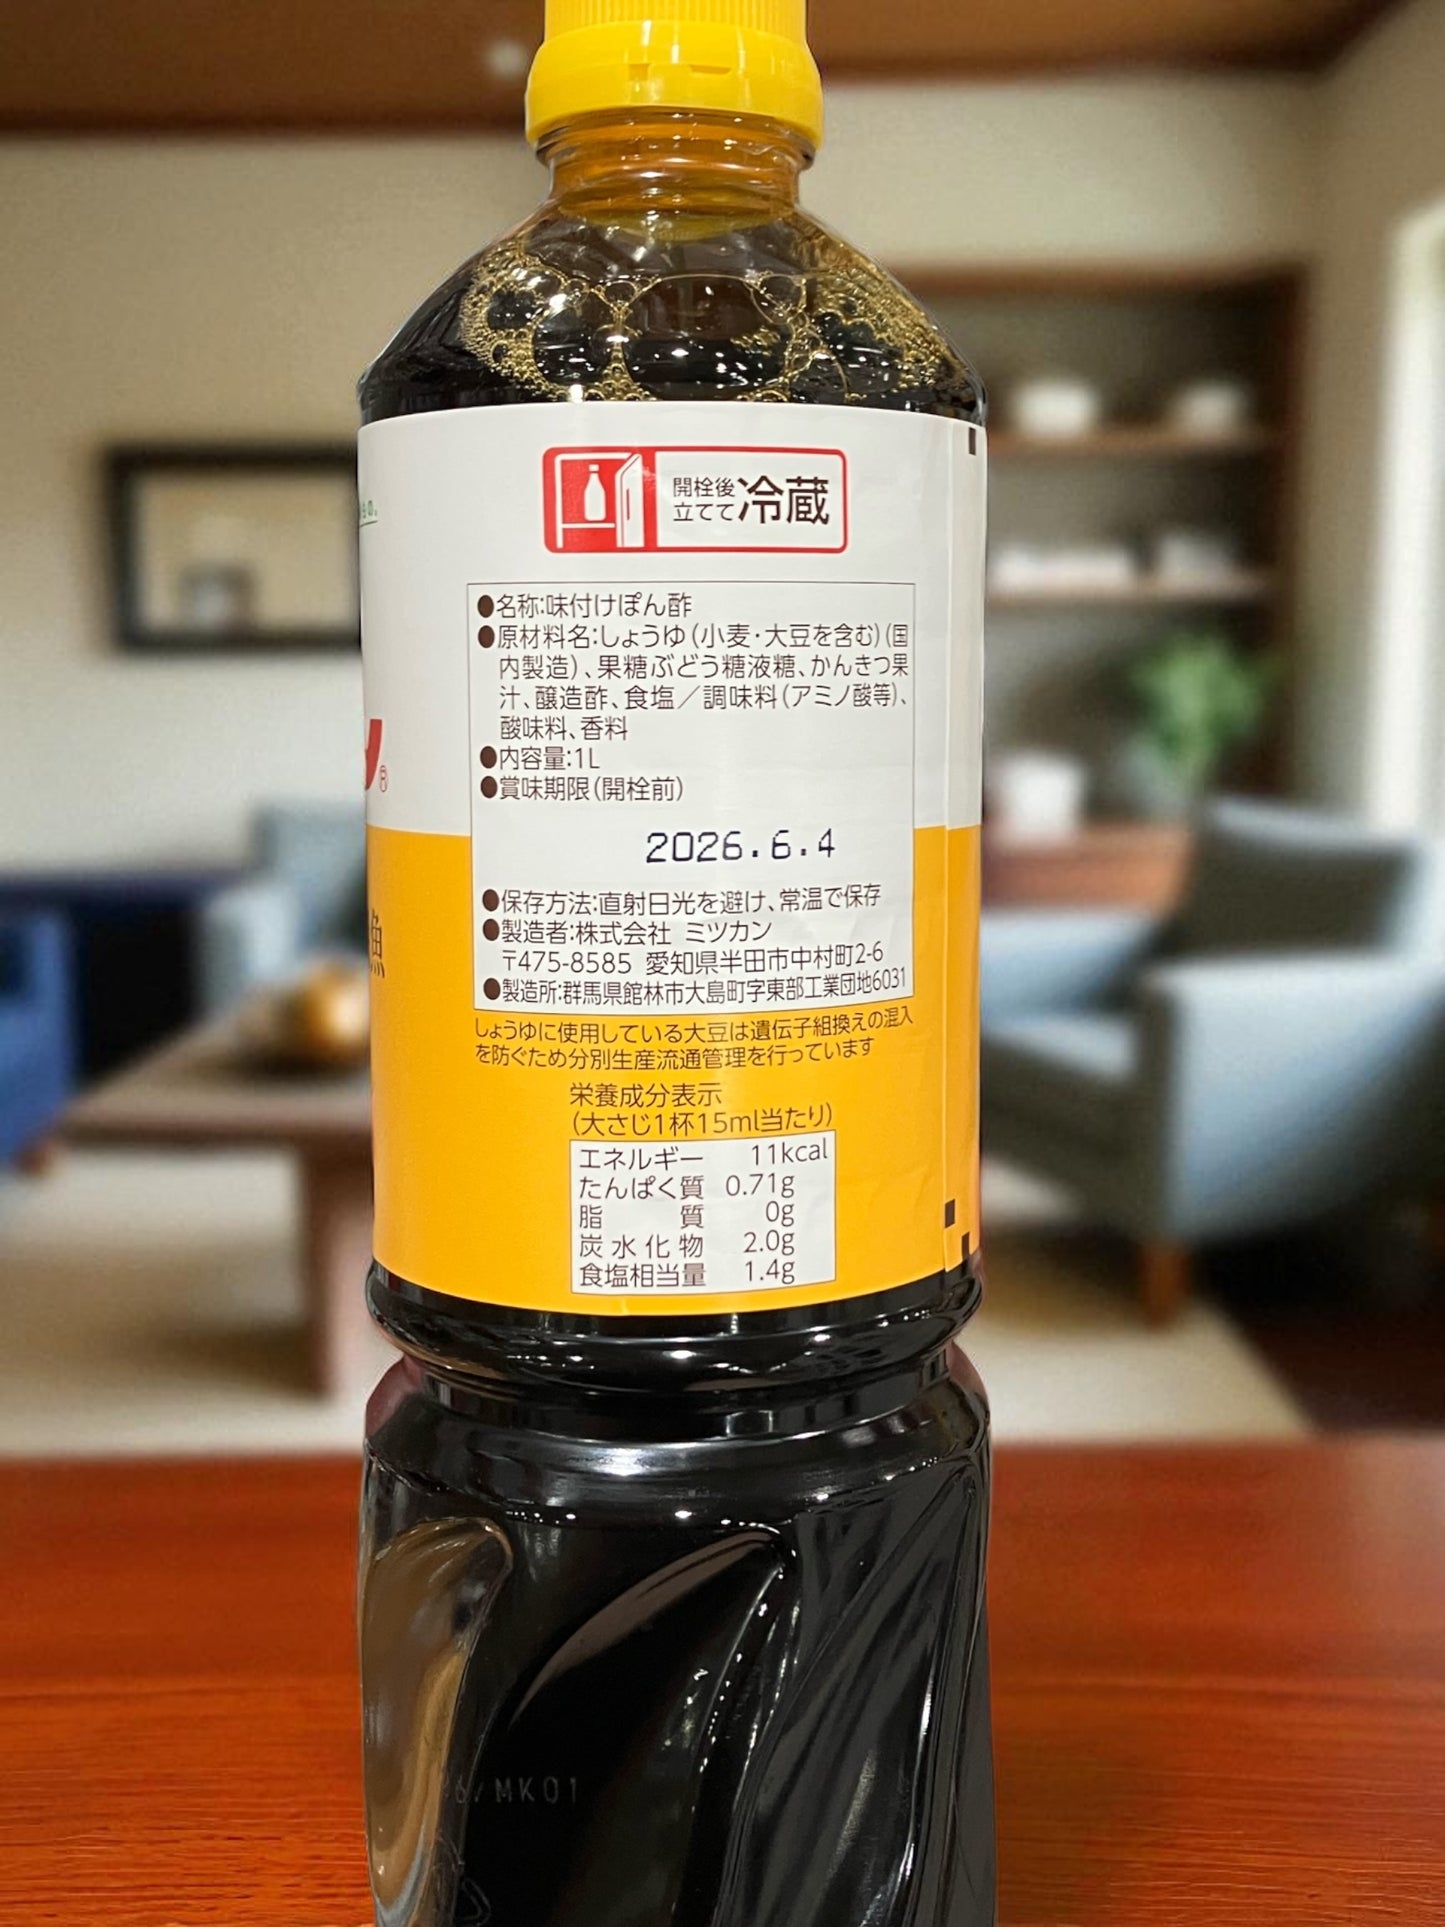 開栓後
立てて冷蔵
●名称:味付けぽん酢
●原材料名:しょうゆ(小麦・大豆を含む)(国
内製造)、果糖ぶどう糖液糖、かんきつ果
汁、醸造酢、食塩／調味料(アミノ酸等)、
酸味料、香料
●内容量:1L
●賞味期限(開栓前)
2026.6.4
●保存方法:直射日光を避け、常温で保存
●製造者:株式会社 ミツカン
〒475-8585 愛知県半田市中村町2-6
●製造所:群馬県館林市大島町字東部工業団地6031
しょうゆに使用している大豆は遺伝子組換えの混入
を防ぐため分別生産流通管理を行っています
栄養成分表示
(大さじ1杯15ml当たり)
エネルギー 11kcal
たんぱく質 0.71g
脂質 0g
炭水化物 2.0g
食塩相当量 1.4g
MK01